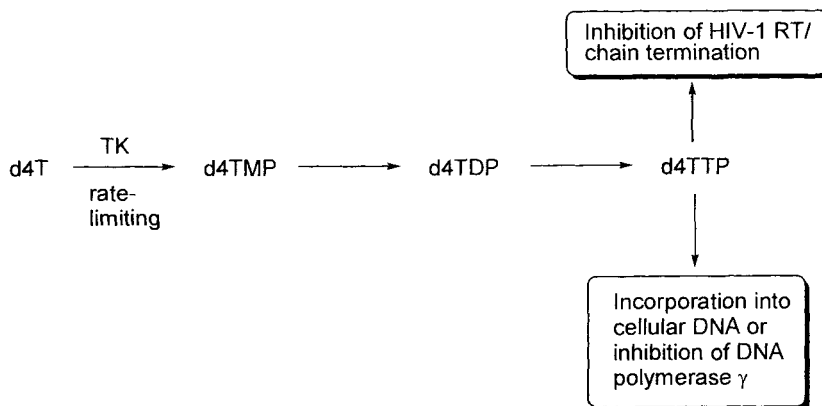 Inhibition of HIV-1 RT/
chain termination
d4T
TK
rate-
limiting
d4TMP
d4TDP
d4TTP
Incorporation into
cellular DNA or
inhibition of DNA
polymerase γ